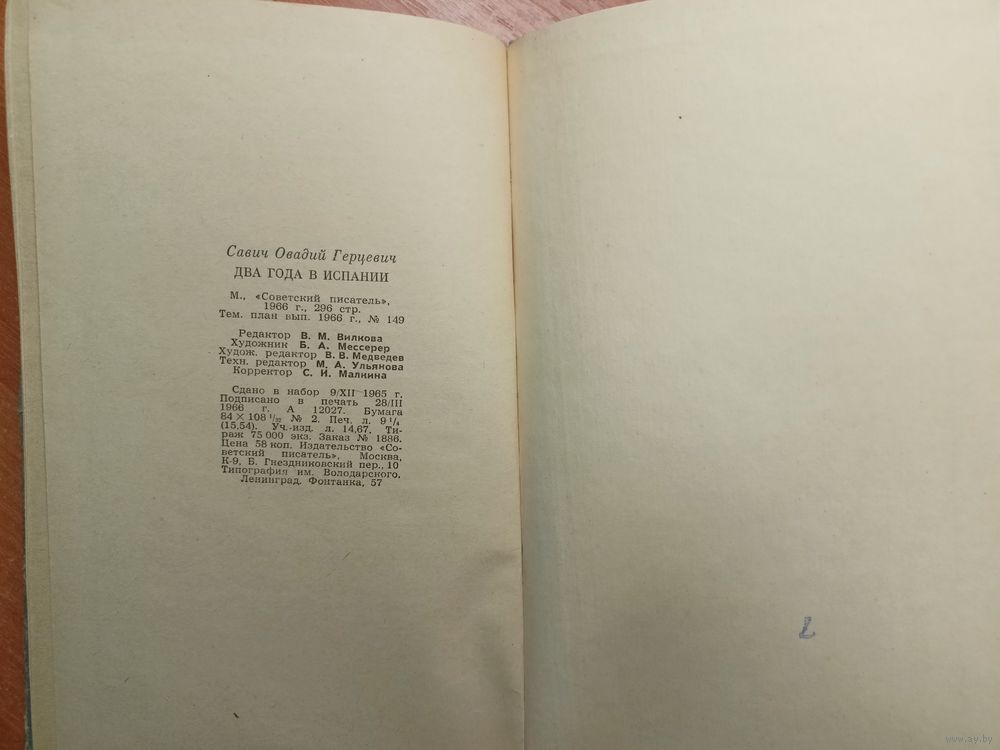 Савич Овадий Герцевич
ДВА ГОДА В ИСПАНИИ
М., «Советский писатель»,
1966 г., 296 стр.
Тем. план вып. 1966 г., № 149
Редактор В. М. Вилкова
Художник Б. А. Мессерер
Худож. редактор В. В. Медведев
Техн. редактор М. А. Ульянова
Корректор С. И. Малкина
Сдано в набор 9/XII 1965 г.
Подписано в печать 28/III
1966 г. А 12027. Бумага
84 × 108 1/32 № 2. Печ. л. 9 1/4
(15,54). Уч.-изд. л. 14,67. Ти-
раж 75 000 экз. Заказ № 1886.
Цена 58 коп. Издательство «Со-
ветский писатель», Москва,
К-9, Б. Гнездниковский пер., 10
Типография им. Володарского,
Ленинград, Фонтанка, 57
www.ay.by